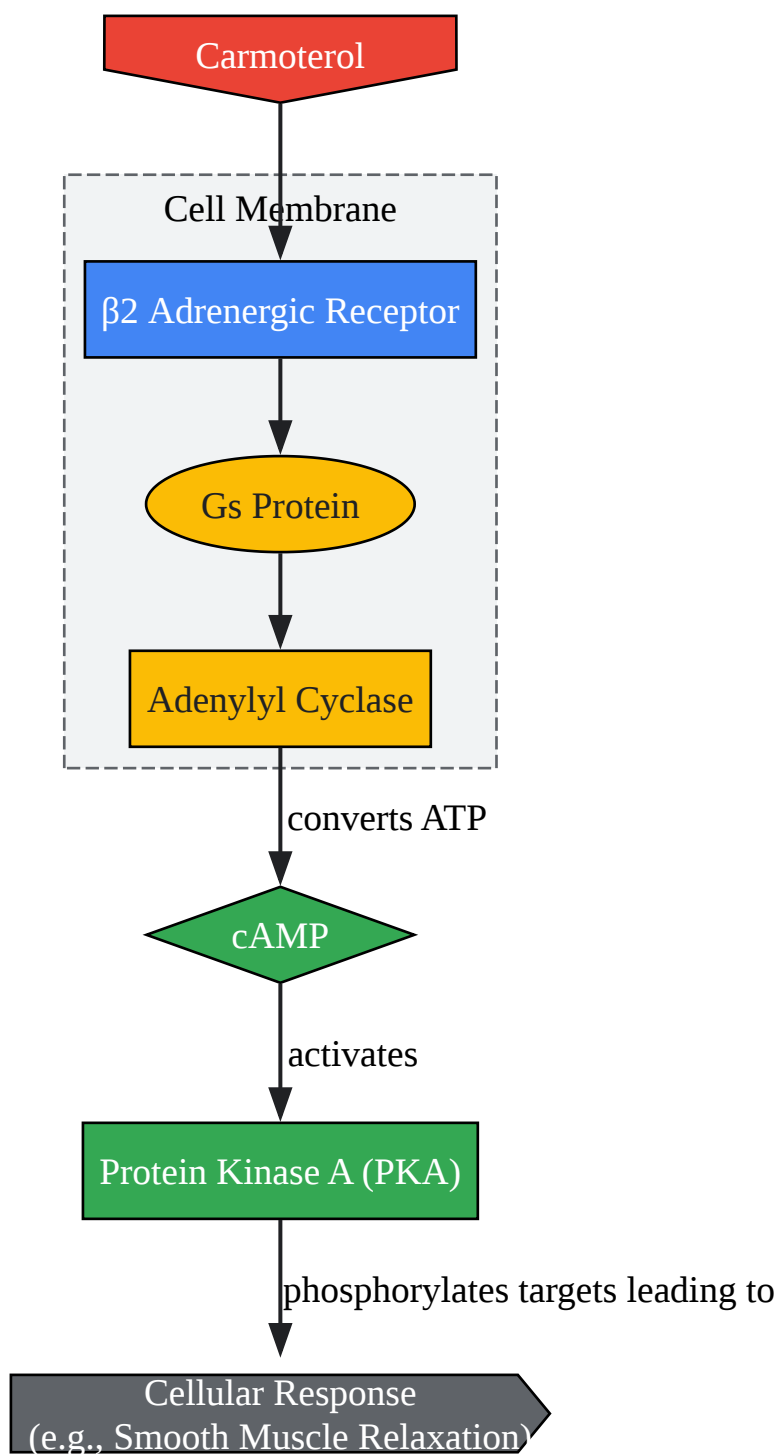 Carmoterol
Cell Membrane
β2 Adrenergic Receptor
Gs Protein
Adenylyl Cyclase
converts ATP
cAMP
activates
Protein Kinase A (PKA)
phosphorylates targets leading to
Cellular Response
(e.g., Smooth Muscle Relaxation)